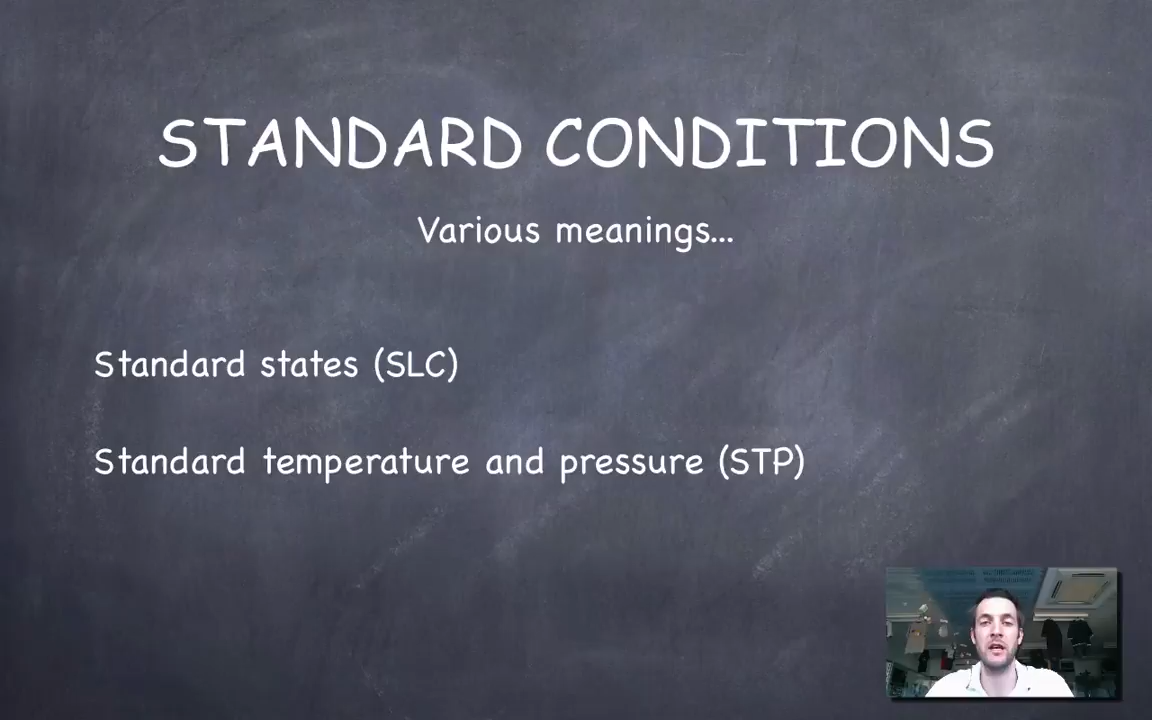 STANDARD CONDITIONS
Various meanings...
Standard states (SLC)
Standard temperature and pressure (STP)